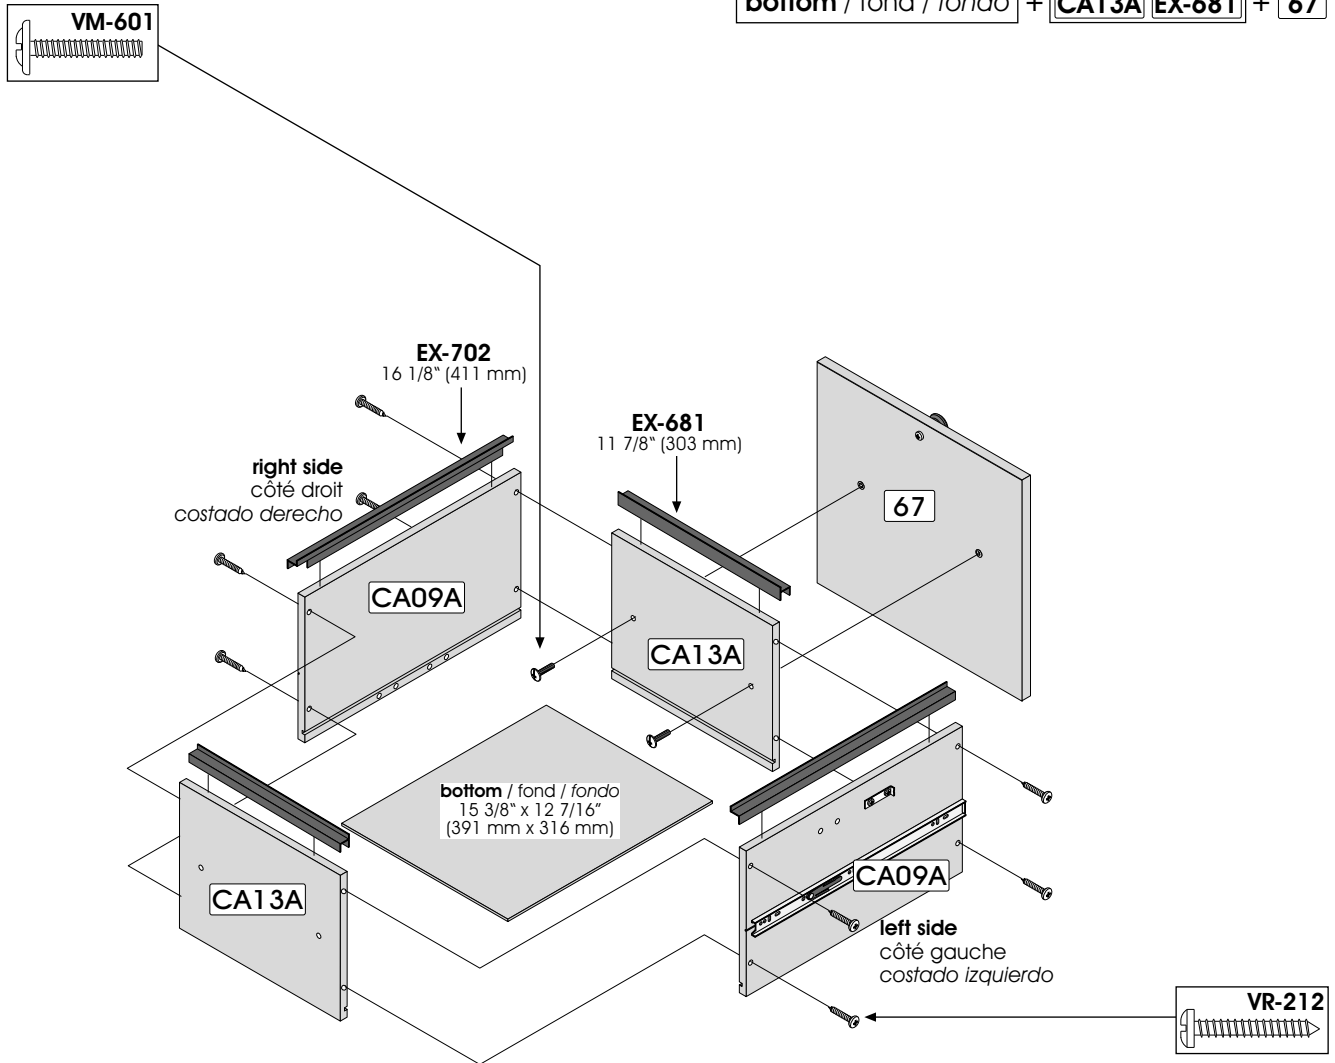 VM-601
bottom / fond / fondo + CA13A EX-681 + 67
EX-702
16 1/8" (411 mm)
EX-681
11 7/8" (303 mm)
right side
côté droit
costado derecho
67
CA09A
CA13A
bottom / fond / fondo
15 3/8" x 12 7/16"
(391 mm x 316 mm)
CA13A
CA09A
left side
côté gauche
costado izquierdo
VR-212